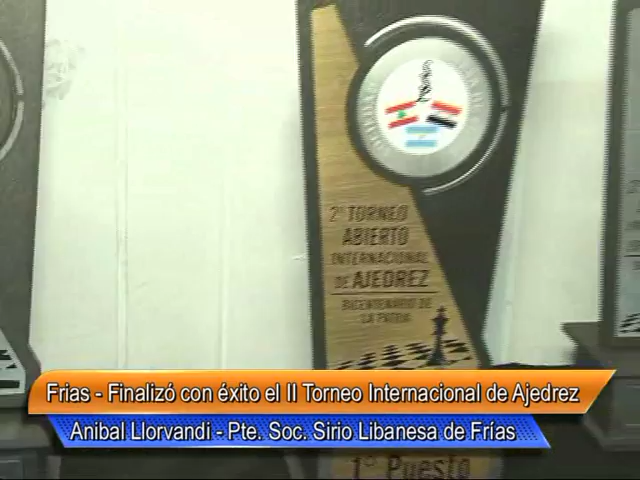 2° TORNEO
ABIERTO
INTERNACIONAL
DE AJEDREZ
BICENTENARIO DE
LA PATRIA
Frias - Finalizó con éxito el II Torneo Internacional de Ajedrez
Anibal Llorvandi - Pte. Soc. Sirio Libanesa de Frías
1° Puesto